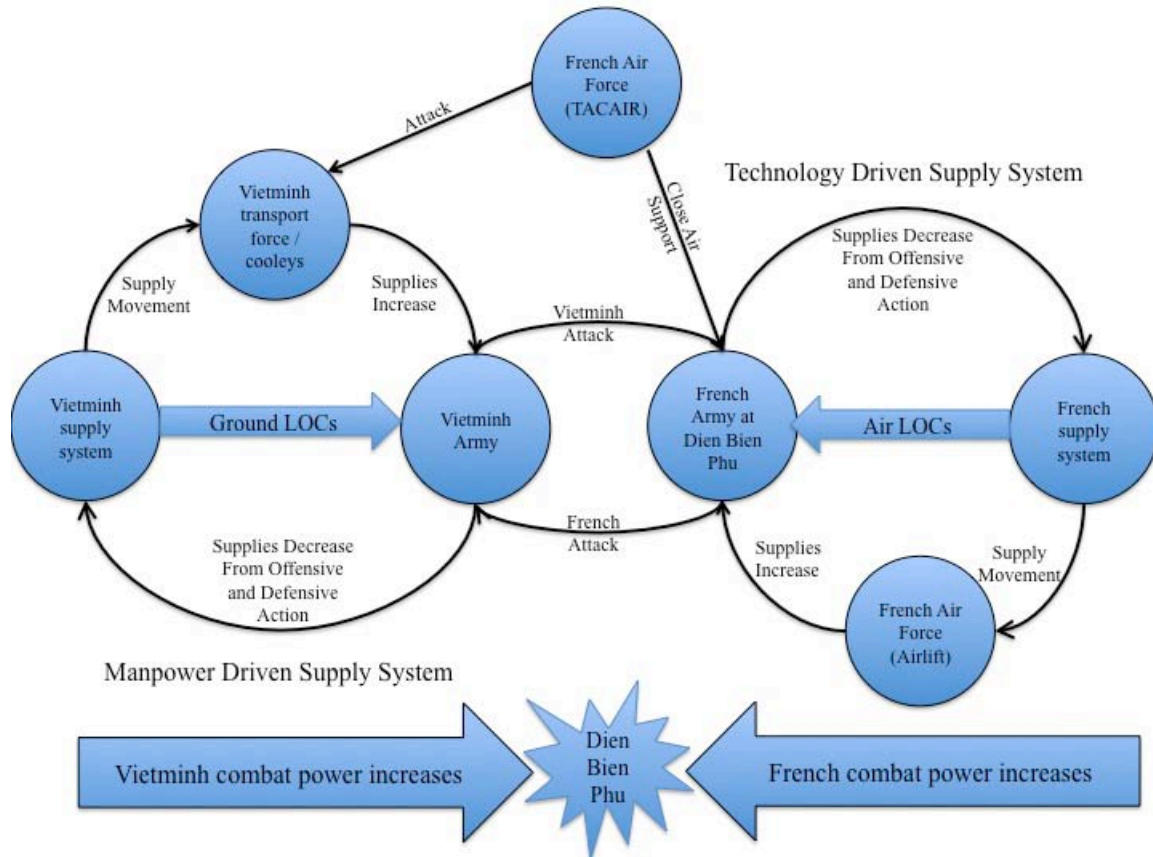 French Air
Force
(TACAIR)
Attack
Close Air
Support
Technology Driven Supply System
Vietminh
transport
force /
cooleys
Supplies Decrease
From Offensive
and Defensive
Action
Supply
Movement
Supplies
Increase
Vietminh
Attack
Vietminh
supply
system
Ground LOCs
Vietminh
Army
French
Army at
Dien Bien
Phu
Air LOCs
French
supply
system
French
Attack
Supplies Decrease
From Offensive
and Defensive
Action
Supplies
Increase
Supply
Movement
French Air
Force
(Airlift)
Manpower Driven Supply System
Vietminh combat power increases
Dien
Bien
Phu
French combat power increases